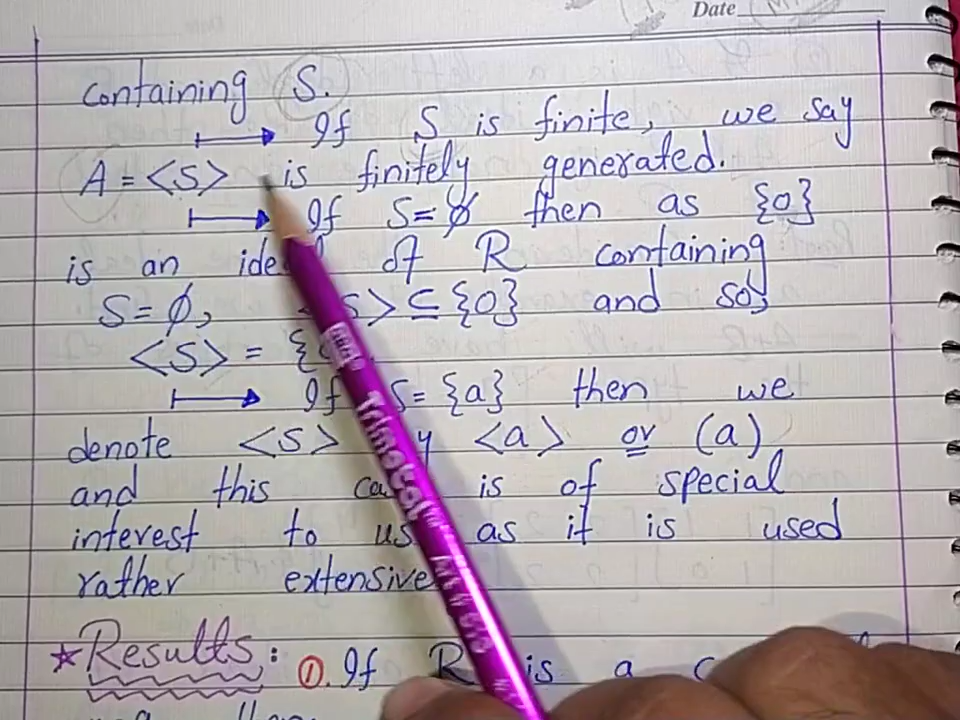 Date
containing S.
If S is finite, we say
A = <S> is finitely generated.
If S = φ then as {0}
is an ide of R containing
S = φ, S> ⊆ {0} and so,
<S> = {
If S = {a} then we
denote <S> y <a> or (a)
and this ca is of special
interest to us as it is used
rather extensive
★ Results : ① If R is a